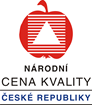 NÁRODNÍ
CENA KVALITY
ČESKÉ REPUBLIKY